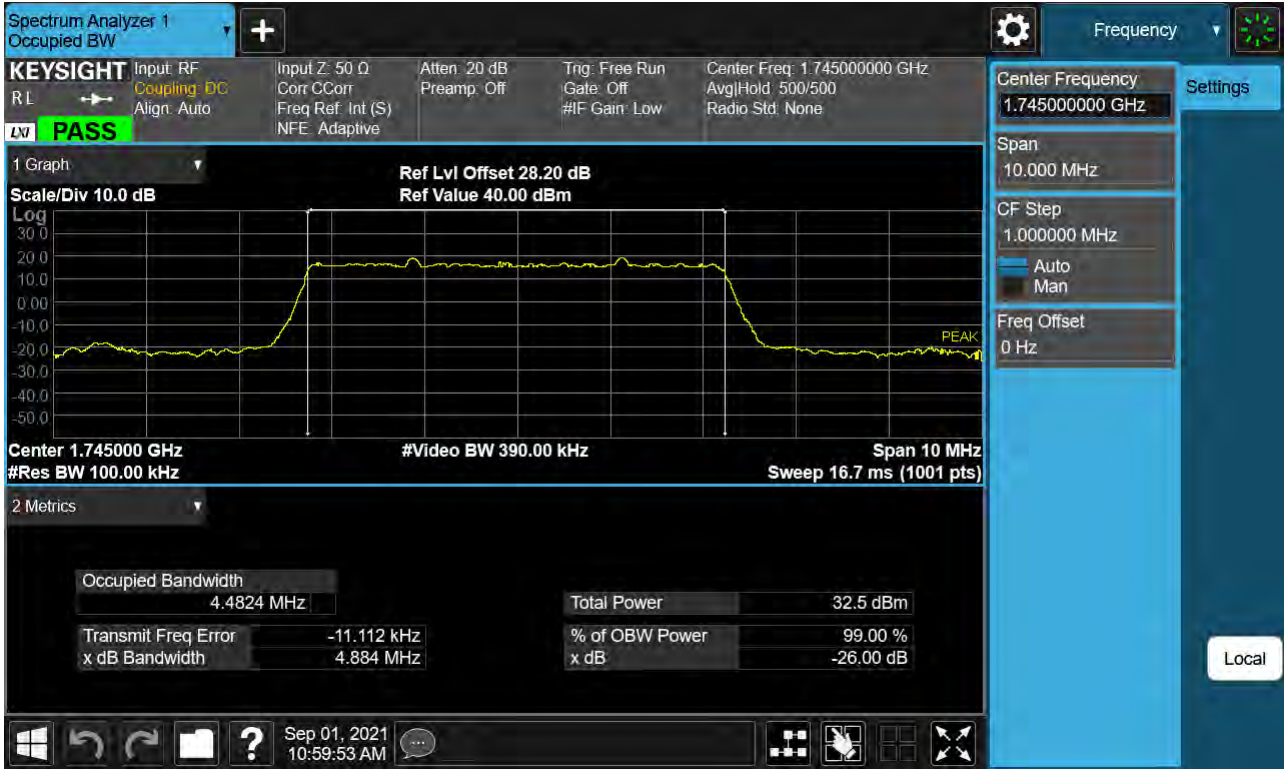 Spectrum Analyzer 1
Occupied BW
Frequency
KEYSIGHT
R L
LXI PASS
Input: RF
Coupling: DC
Align: Auto
Input Z: 50 Ω
Corr CCorr
Freq Ref: Int (S)
NFE: Adaptive
Atten: 20 dB
Preamp: Off
Trig: Free Run
Gate: Off
#IF Gain: Low
Center Freq: 1.745000000 GHz
Avg|Hold: 500/500
Radio Std: None
Center Frequency
1.745000000 GHz
Settings
Span
10.000 MHz
CF Step
1.000000 MHz
Auto
Man
Freq Offset
0 Hz
Local
1 Graph
Ref Lvl Offset 28.20 dB
Scale/Div 10.0 dB
Ref Value 40.00 dBm
Log
30.0
20.0
10.0
0.00
-10.0
-20.0
-30.0
-40.0
-50.0
PEAK
Center 1.745000 GHz
#Video BW 390.00 kHz
Span 10 MHz
#Res BW 100.00 kHz
Sweep 16.7 ms (1001 pts)
2 Metrics
Occupied Bandwidth
4.4824 MHz
Total Power 32.5 dBm
Transmit Freq Error -11.112 kHz
% of OBW Power 99.00 %
x dB Bandwidth 4.884 MHz
x dB -26.00 dB
?
Sep 01, 2021
10:59:53 AM